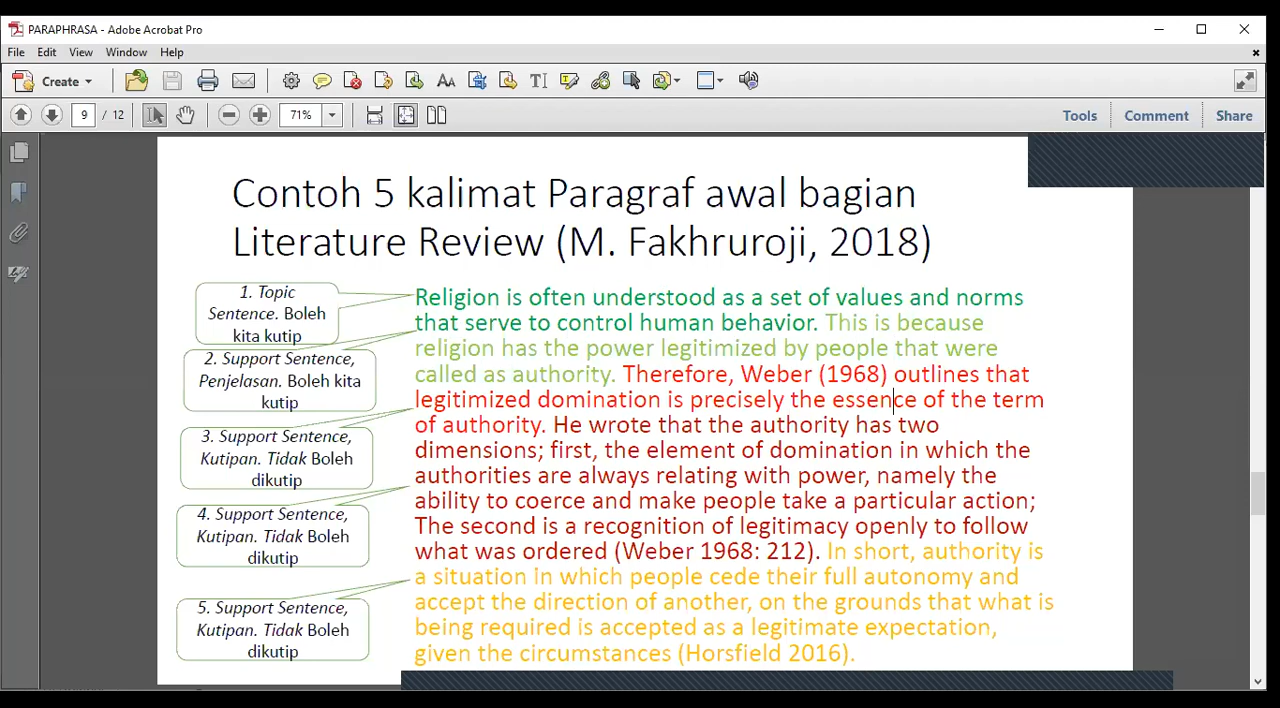 PARAPHRASA - Adobe Acrobat Pro
File Edit View Window Help
Create
9 / 12 71% Tools Comment Share
Contoh 5 kalimat Paragraf awal bagian
Literature Review (M. Fakhruroji, 2018)
1. Topic
Sentence. Boleh
kita kutip
2. Support Sentence,
Penjelasan. Boleh kita
kutip
3. Support Sentence,
Kutipan. Tidak Boleh
dikutip
4. Support Sentence,
Kutipan. Tidak Boleh
dikutip
5. Support Sentence,
Kutipan. Tidak Boleh
dikutip
Religion is often understood as a set of values and norms
that serve to control human behavior. This is because
religion has the power legitimized by people that were
called as authority. Therefore, Weber (1968) outlines that
legitimized domination is precisely the essence of the term
of authority. He wrote that the authority has two
dimensions; first, the element of domination in which the
authorities are always relating with power, namely the
ability to coerce and make people take a particular action;
The second is a recognition of legitimacy openly to follow
what was ordered (Weber 1968: 212). In short, authority is
a situation in which people cede their full autonomy and
accept the direction of another, on the grounds that what is
being required is accepted as a legitimate expectation,
given the circumstances (Horsfield 2016).